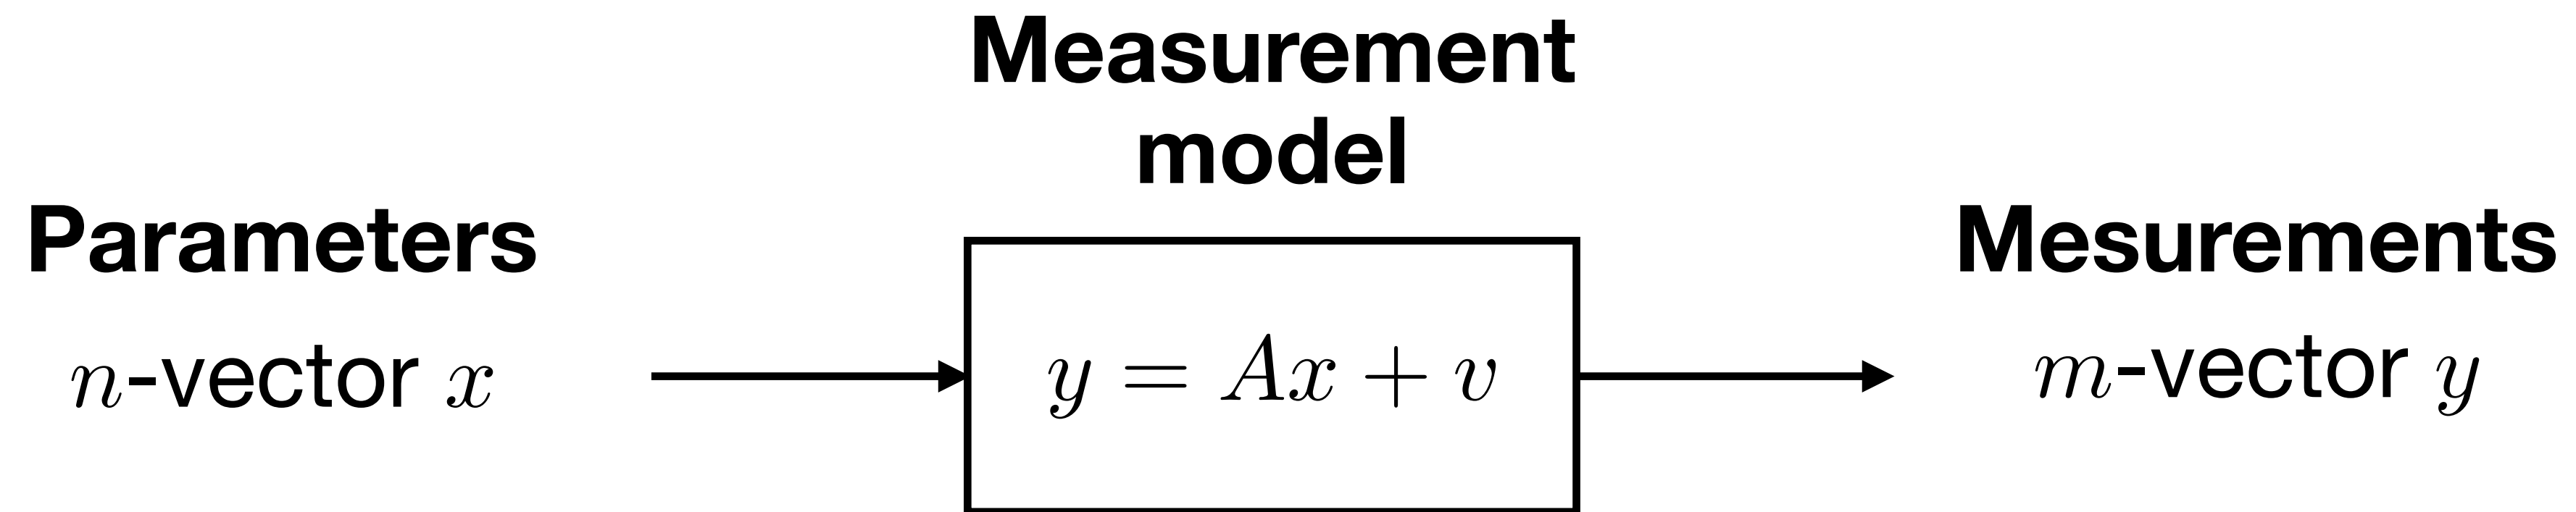 Measurement
model
Parameters
Mesurements
n-vector x
y = Ax + v
m-vector y